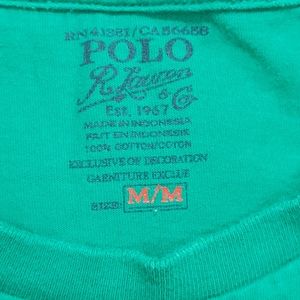 RN41381/CA56658
POLO
R. Lauren
& Co
EST. 1967
MADE IN INDONESIA
FAIT EN INDONESIE
100% COTTON/COTON
EXCLUSIVE OF DECORATION
GARNITURE EXCLUE
SIZE: M/M